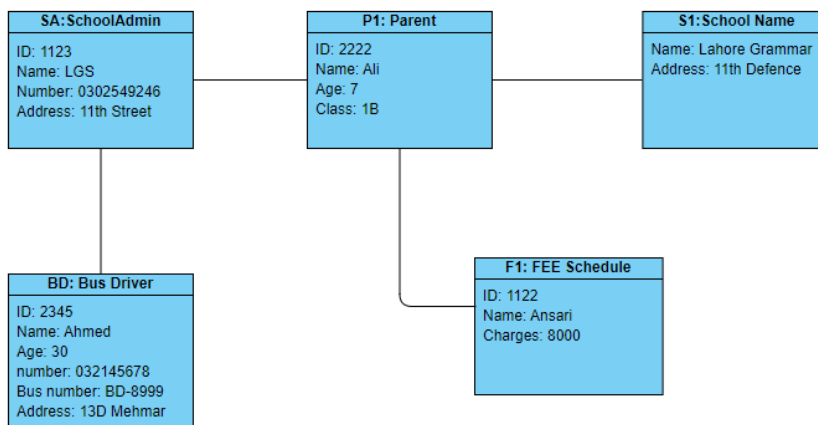 SA:SchoolAdmin
ID: 1123
Name: LGS
Number: 0302549246
Address: 11th Street
P1: Parent
ID: 2222
Name: Ali
Age: 7
Class: 1B
S1:School Name
Name: Lahore Grammar
Address: 11th Defence
BD: Bus Driver
ID: 2345
Name: Ahmed
Age: 30
number: 032145678
Bus number: BD-8999
Address: 13D Mehmar
F1: FEE Schedule
ID: 1122
Name: Ansari
Charges: 8000